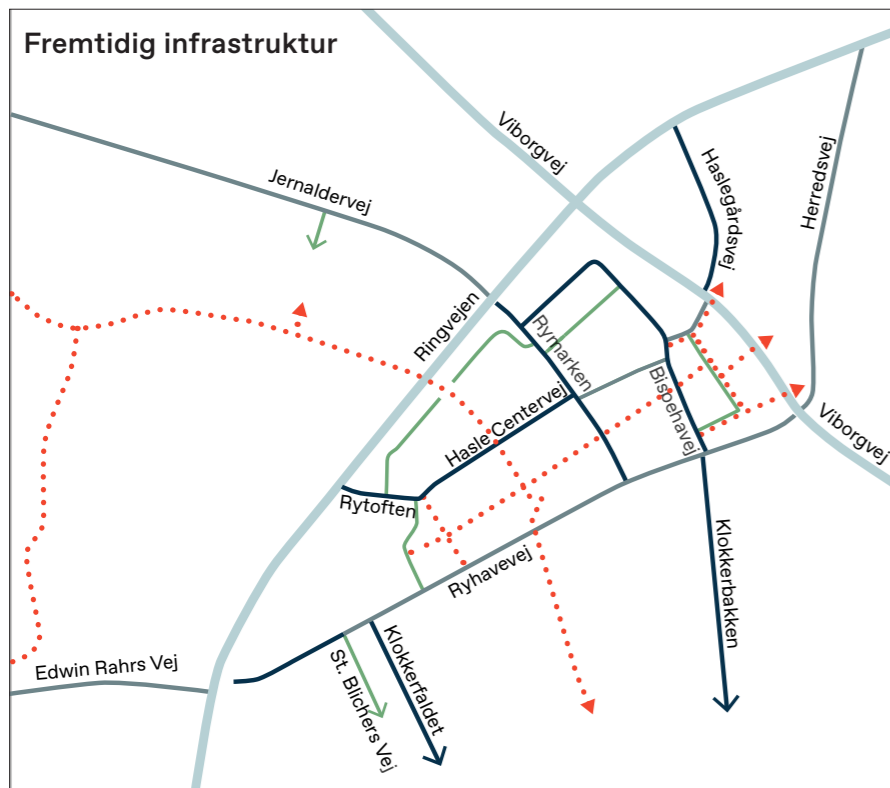 Fremtidig infrastruktur
Viborgvej
Haslegårdsvej
Herredsvej
Jernaldervej
Ringvejen
Rymarken
Bispehavej
Hasle Centervej
Viborgvej
Rytoften
Ryhavevej
Klokkerbakken
Edwin Rahrs Vej
St. Blichers Vej
Klokkerfaldet